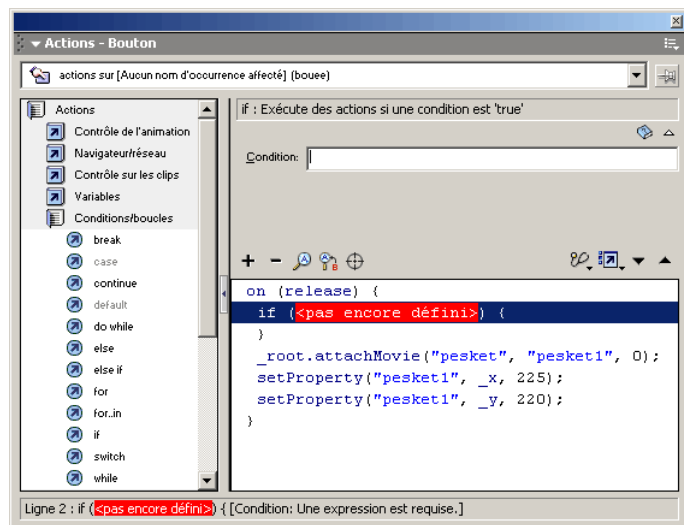 Actions - Bouton
actions sur [Aucun nom d'occurrence affecté] (bouee)
Actions
Contrôle de l'animation
Navigateur/réseau
Contrôle sur les clips
Variables
Conditions/boucles
break
case
continue
default
do while
else
else if
for
for..in
if
switch
while
if : Exécute des actions si une condition est 'true'
Condition:
on (release) {
if (<pas encore défini>) {
}
_root.attachMovie("pesket", "pesket1", 0);
setProperty("pesket1", _x, 225);
setProperty("pesket1", _y, 220);
}
Ligne 2 : if (<pas encore défini>) { [Condition: Une expression est requise.]